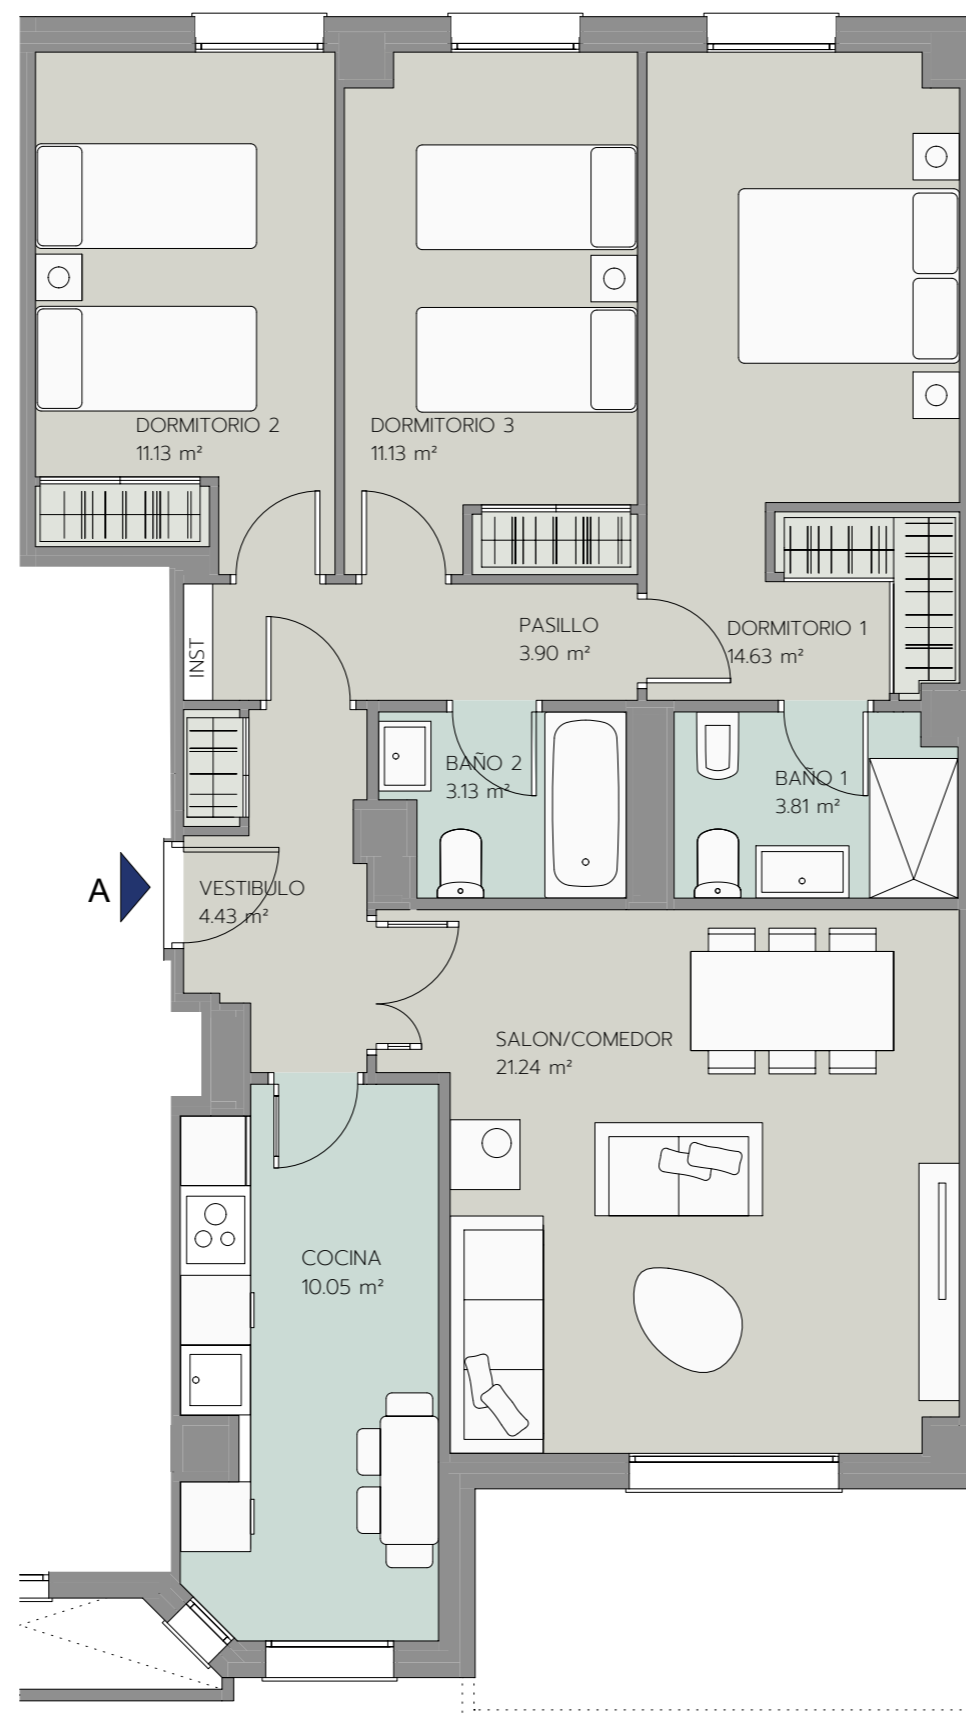 DORMITORIO 2
11.13 m²
DORMITORIO 3
11.13 m²
INST
PASILLO
3.90 m²
DORMITORIO 1
14.63 m²
BAÑO 2
3.13 m²
BAÑO 1
3.81 m²
A
VESTIBULO
4.43 m²
SALON/COMEDOR
21.24 m²
COCINA
10.05 m²